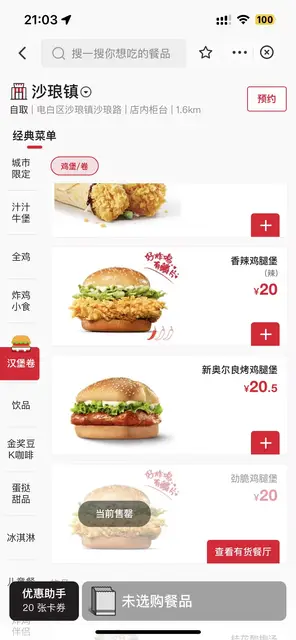 21:03
100
搜一搜你想吃的餐品
沙琅镇
自取 | 电白区沙琅镇沙琅路 | 店内柜台 | 1.6km
预约
经典菜单
城市
限定
鸡堡/卷
汁汁
牛堡
全鸡
炸鸡
小食
汉堡卷
饮品
金奖豆
K咖啡
蛋挞
甜品
冰淇淋
香辣鸡腿堡
(辣)
¥20
新奥尔良烤鸡腿堡
¥20.5
劲脆鸡腿堡
¥20
当前售罄
查看有货餐厅
优惠助手
20 张卡券
未选购餐品